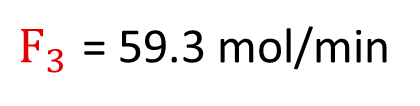 F₃ = 59.3 mol/min